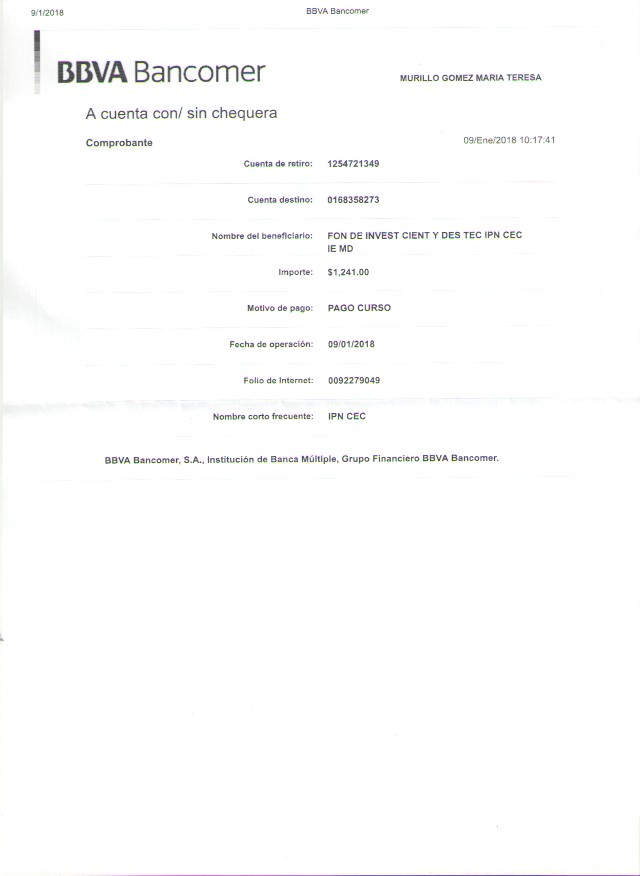 9/1/2018
BBVA Bancomer
BBVA Bancomer
MURILLO GOMEZ MARIA TERESA
A cuenta con/ sin chequera
Comprobante
09/Ene/2018 10:17:41
Cuenta de retiro: 1254721349
Cuenta destino: 0168358273
Nombre del beneficiario: FON DE INVEST CIENT Y DES TEC IPN CEC
IE MD
Importe: $1,241.00
Motivo de pago: PAGO CURSO
Fecha de operación: 09/01/2018
Folio de Internet: 0092279049
Nombre corto frecuente: IPN CEC
BBVA Bancomer, S.A., Institución de Banca Múltiple, Grupo Financiero BBVA Bancomer.